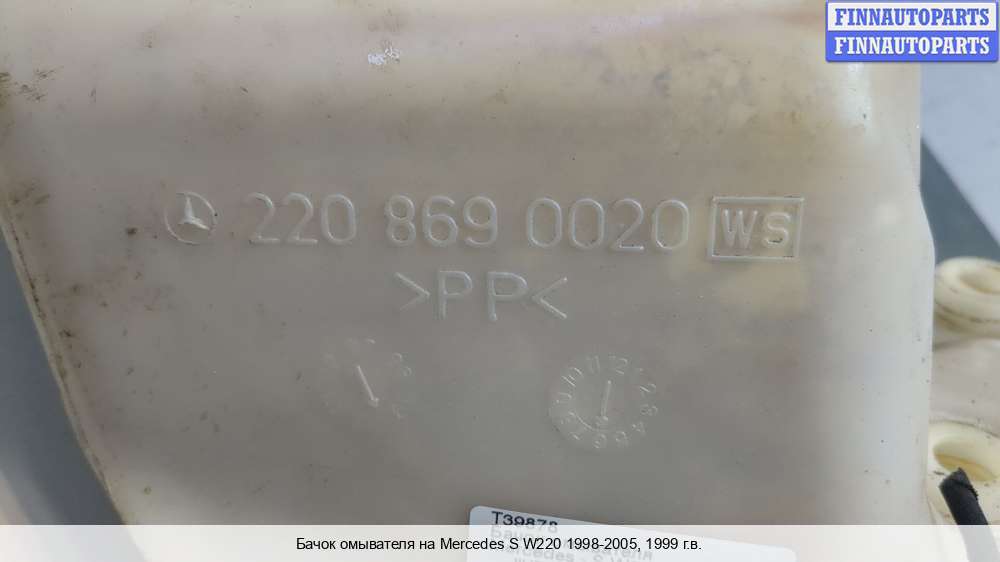 FINNAUTOPARTS
FINNAUTOPARTS
220 869 0020 WS
>PP<
T39878
Бачок омывателя на Mercedes S W220 1998-2005, 1999 г.в.